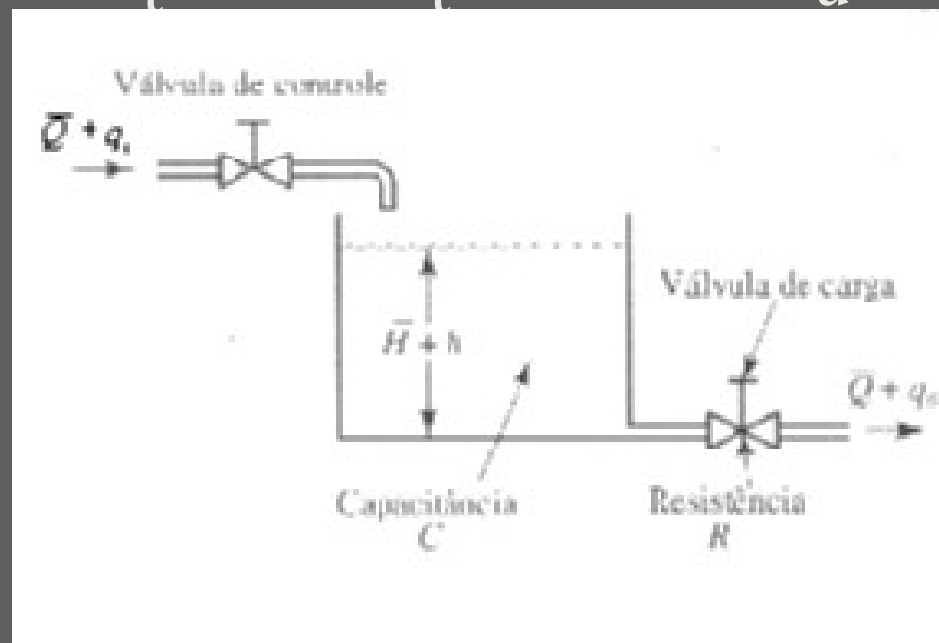 Válvula de controle
Q̅ + qᵢ
Válvula de carga
H̅ + h
Q̅ + q₀
Capacitância
C
Resistência
R